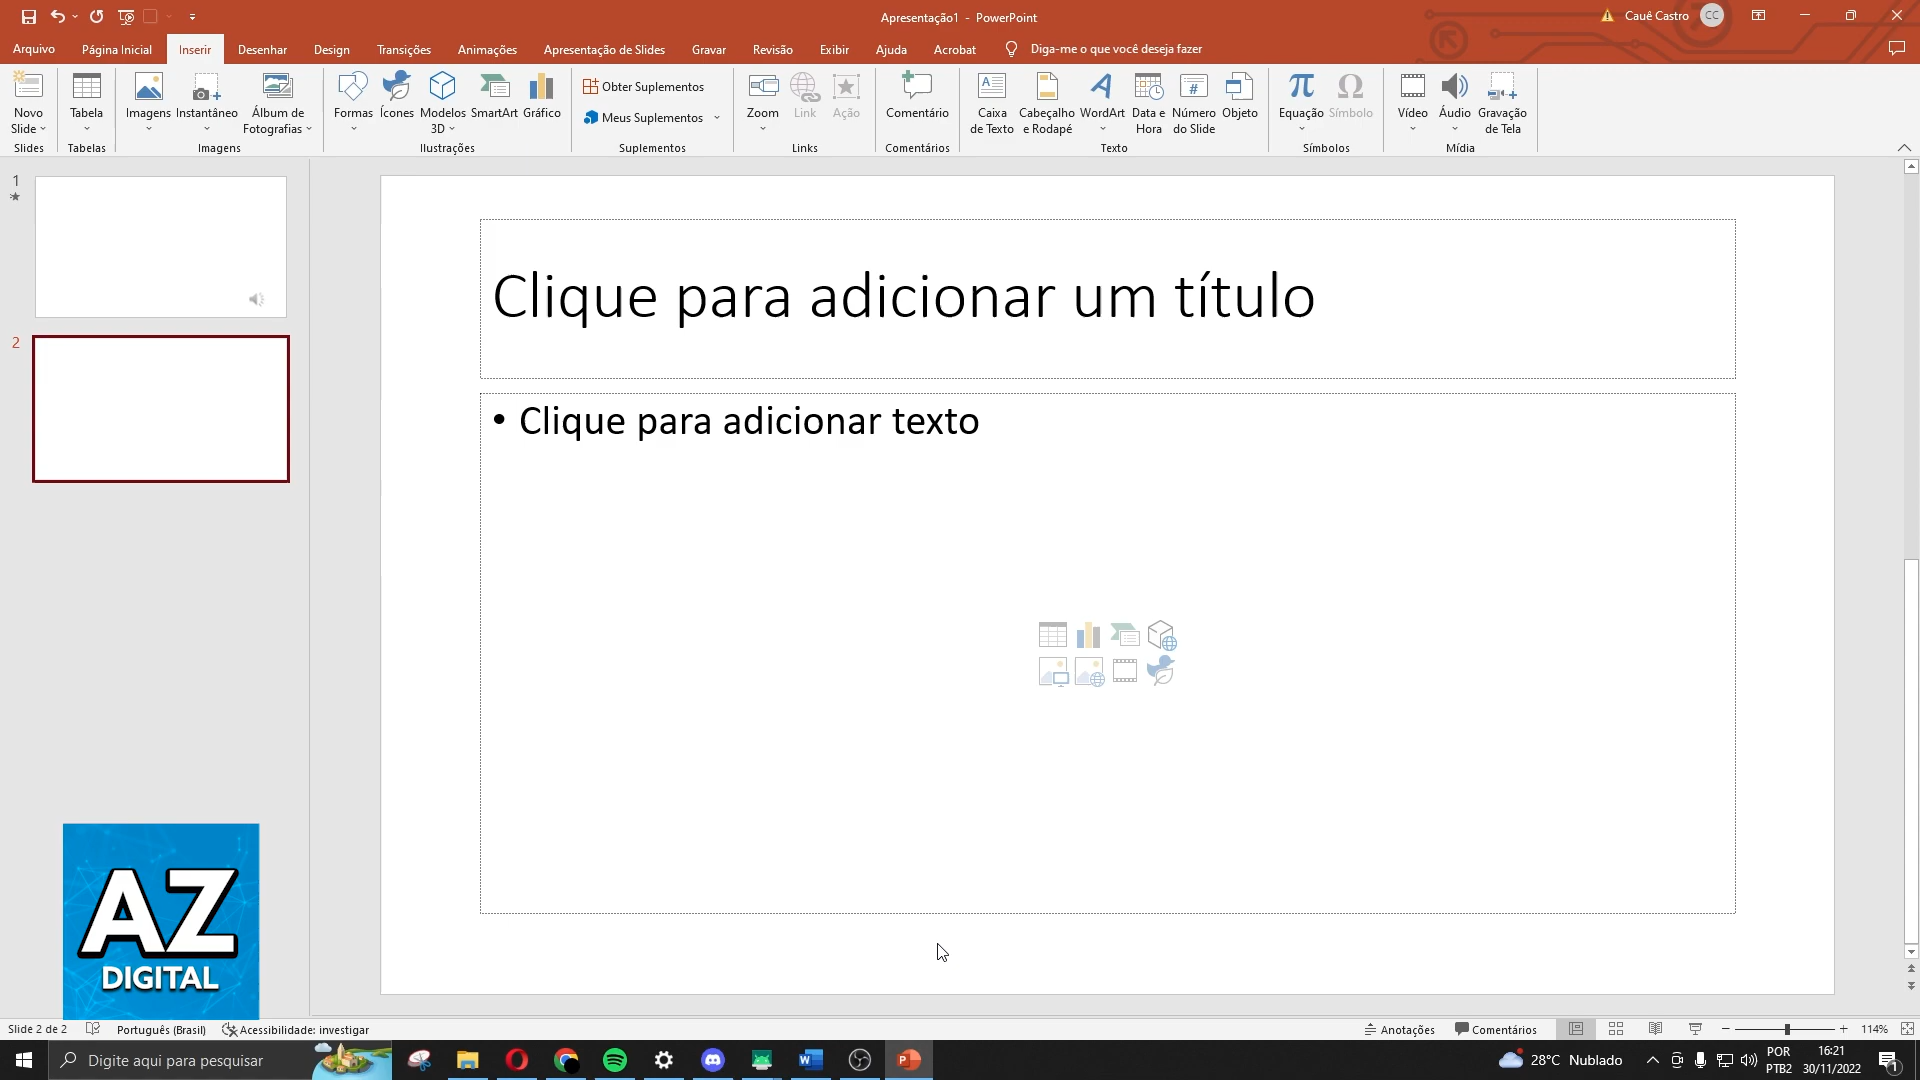 Apresentação1 - PowerPoint
Cauê Castro
CC
Arquivo Página Inicial Inserir Desenhar Design Transições Animações Apresentação de Slides Gravar Revisão Exibir Ajuda Acrobat Diga-me o que você deseja fazer
Novo Slide
Tabela
Imagens
Instantâneo
Álbum de Fotografias
Formas
Ícones
Modelos 3D
SmartArt
Gráfico
Obter Suplementos
Meus Suplementos
Zoom
Link
Ação
Comentário
Caixa de Texto
Cabeçalho e Rodapé
WordArt
Data e Hora
Número do Slide
Objeto
Equação
Símbolo
Vídeo
Áudio
Gravação de Tela
Slides Tabelas Imagens Ilustrações Suplementos Links Comentários Texto Símbolos Mídia
1
2
Clique para adicionar um título
• Clique para adicionar texto
AZ
DIGITAL
Slide 2 de 2 Português (Brasil) Acessibilidade: investigar Anotações Comentários 114%
Digite aqui para pesquisar
28°C Nublado
POR
PTB2
16:21
30/11/2022
1